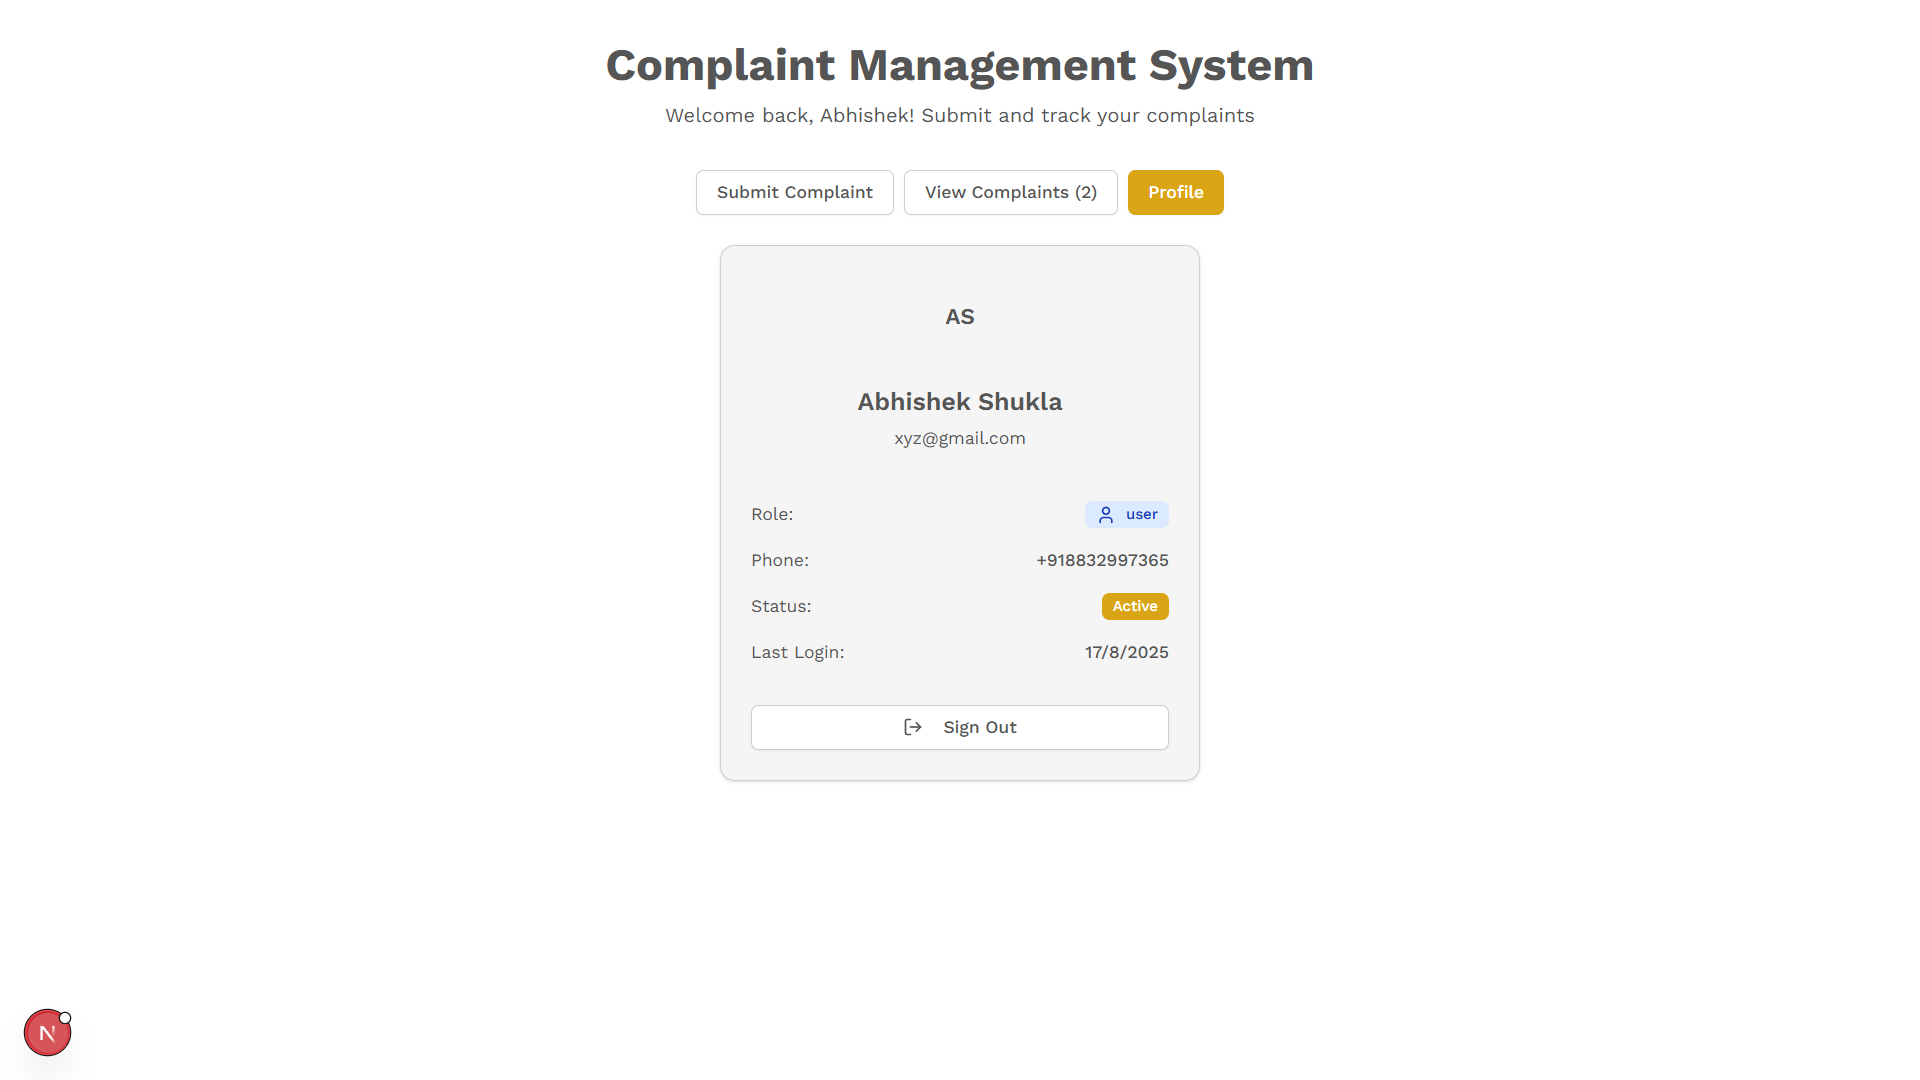 Complaint Management System
Welcome back, Abhishek! Submit and track your complaints
Submit Complaint
View Complaints (2)
Profile
AS
Abhishek Shukla
xyz@gmail.com
Role: user
Phone: +918832997365
Status: Active
Last Login: 17/8/2025
Sign Out
N